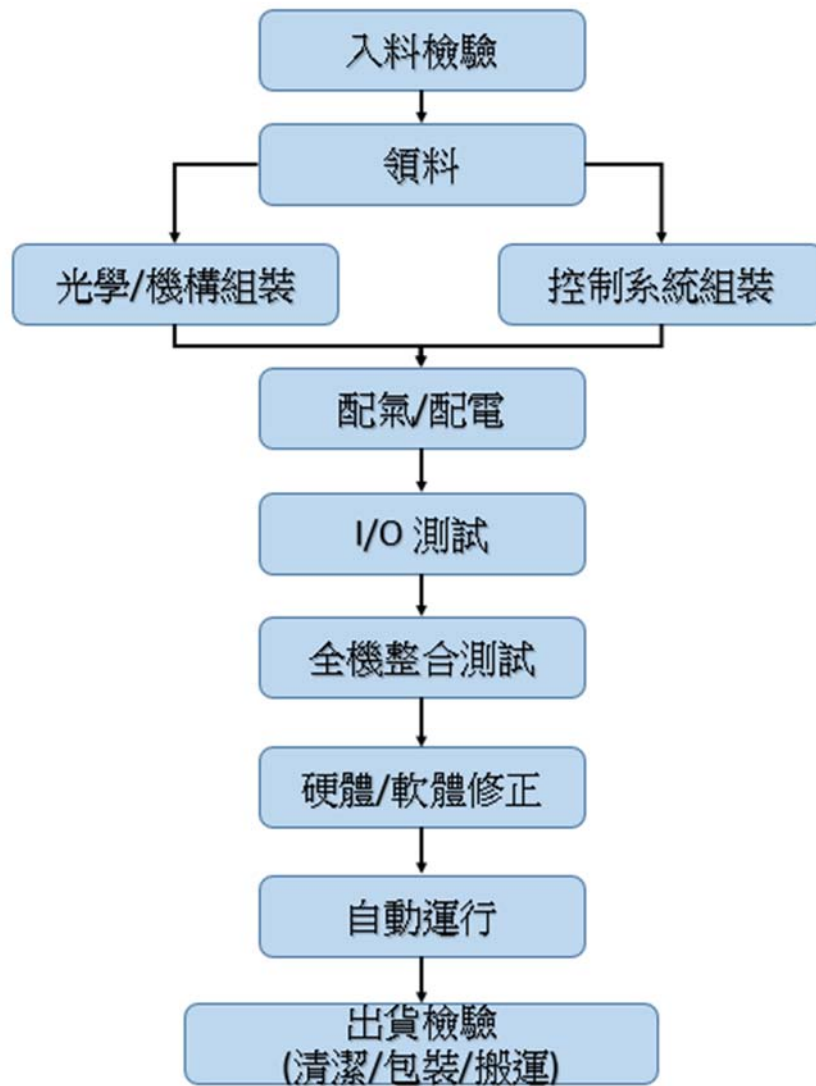 入料檢驗
領料
光學/機構組裝
控制系統組裝
配氣/配電
I/O 測試
全機整合測試
硬體/軟體修正
自動運行
出貨檢驗
(清潔/包裝/搬運)